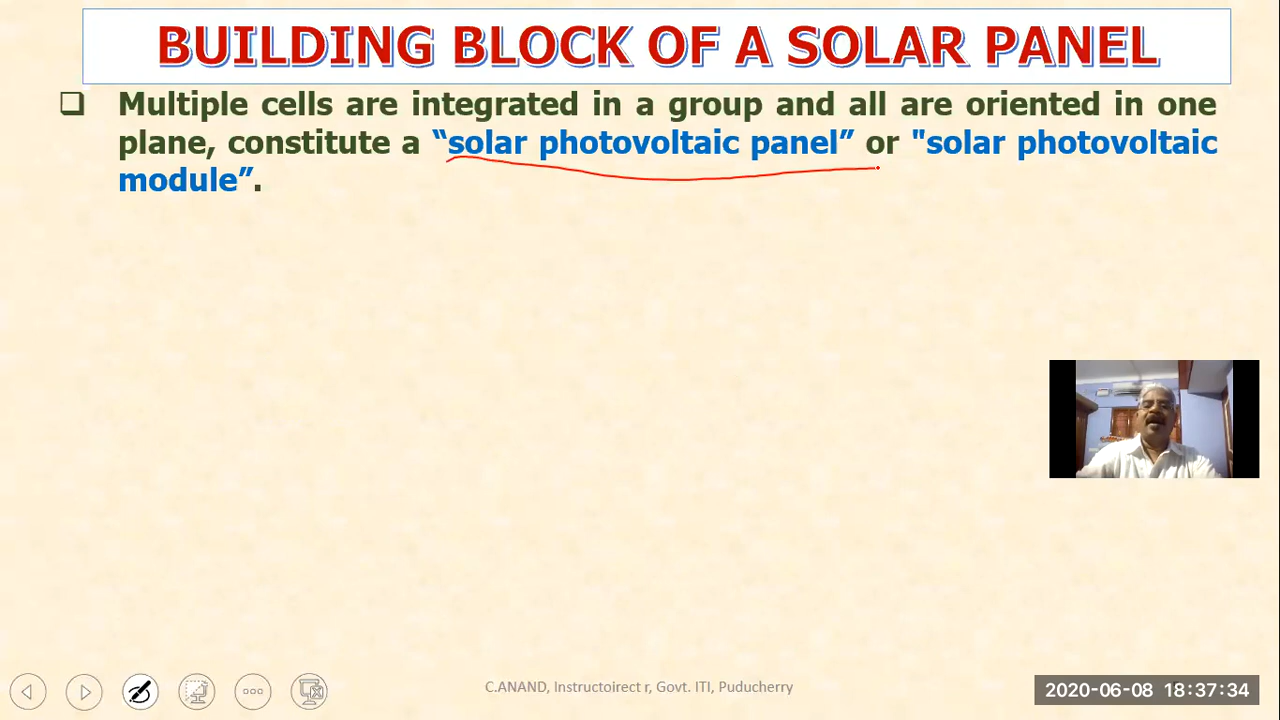 BUILDING BLOCK OF A SOLAR PANEL
❑ Multiple cells are integrated in a group and all are oriented in one
plane, constitute a “solar photovoltaic panel” or "solar photovoltaic
module”.
C.ANAND, Instructoirect r, Govt. ITI, Puducherry
2020-06-08 18:37:34